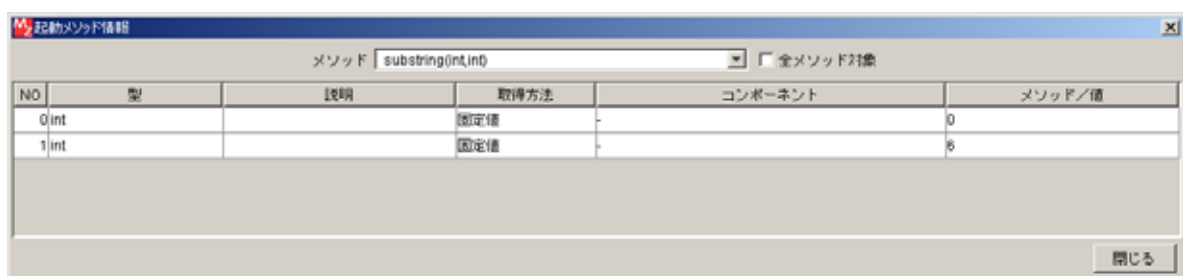 起動メソッド情報
メソッド substring(int,int) 全メソッド対象
NO 型 説明 取得方法 コンポーネント メソッド／値
0 int 固定値 - 0
1 int 固定値 - 6
閉じる